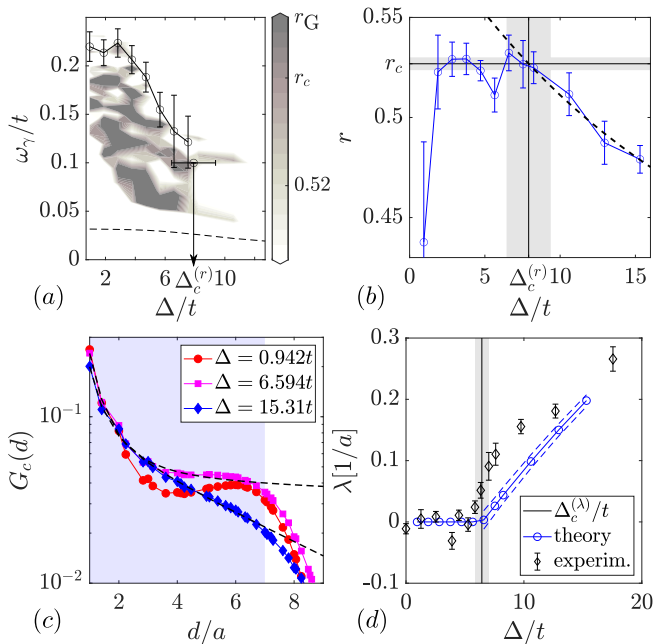 (a)
ω_γ/t
0.2
0.15
0.1
0.05
0
2
6
Δ_c^(r)
10
Δ/t
r_G
r_c
0.52
(b)
r
0.55
r_c
0.5
0.45
0
5
Δ_c^(r)
10
15
Δ/t
(c)
G_c(d)
10^-1
10^-2
Δ = 0.942t
Δ = 6.594t
Δ = 15.31t
2
4
6
8
d/a
(d)
λ[1/a]
0.3
0.2
0.1
0
-0.1
Δ_c^(λ)/t
theory
experim.
0
10
20
Δ/t